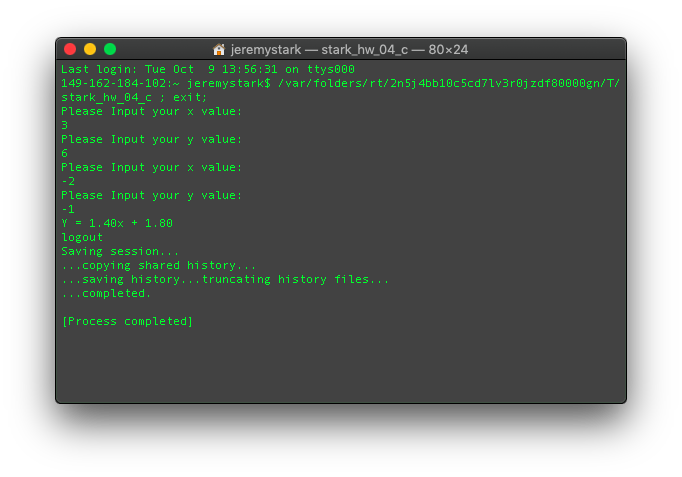 jeremystark — stark_hw_04_c — 80×24
Last login: Tue Oct  9 13:56:31 on ttys000
149-162-184-102:~ jeremystark$ /var/folders/rt/2n5j4bb10c5cd7lv3r0jzdf80000gn/T/
stark_hw_04_c ; exit;
Please Input your x value:
3
Please Input your y value:
6
Please Input your x value:
-2
Please Input your y value:
-1
Y = 1.40x + 1.80
logout
Saving session...
...copying shared history...
...saving history...truncating history files...
...completed.
[Process completed]